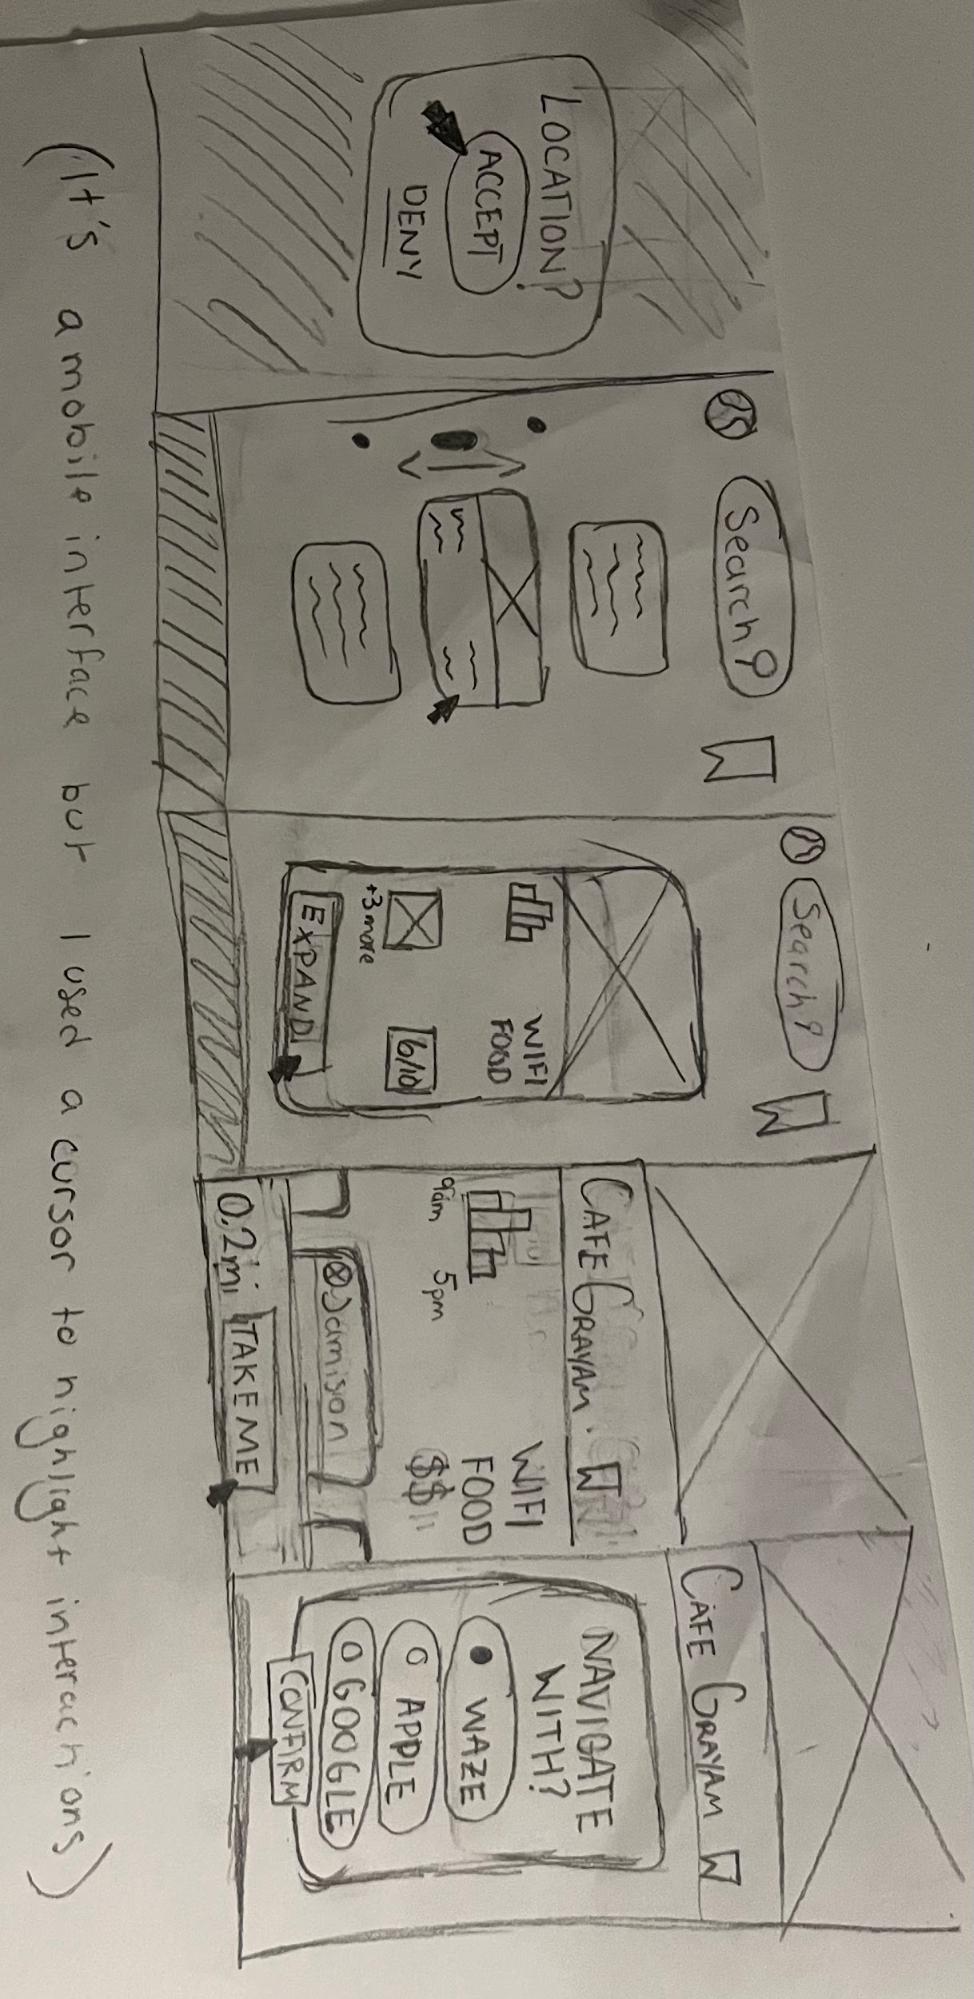 LOCATION?
ACCEPT
DENY
Search
Search
WIFI
FOOD
+3 more
6/10
EXPAND
CAFE GRAYAM
WIFI
FOOD
$$
9am
5pm
Jamison
0.2mi
TAKE ME
CAFE GRAYAM
NAVIGATE
WITH?
WAZE
APPLE
GOOGLE
CONFIRM
(It's a mobile interface but I used a cursor to highlight interactions)